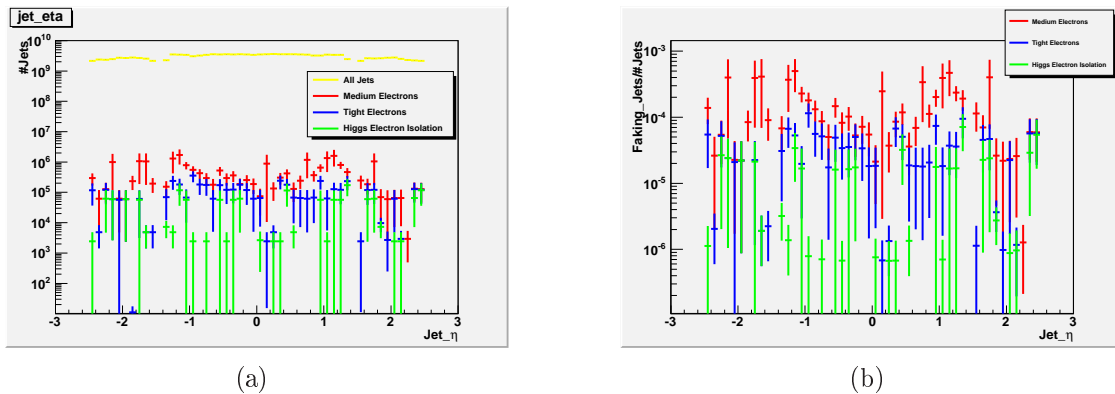 jet_eta
#Jets
10^10
10^9
10^8
10^7
10^6
10^5
10^4
10^3
10^2
All Jets
Medium Electrons
Tight Electrons
Higgs Electron Isolation
-3 -2 -1 0 1 2 3
Jet_η
(a)
Faking_Jets/#Jets
10^-3
10^-4
10^-5
10^-6
Medium Electrons
Tight Electrons
Higgs Electron Isolation
-3 -2 -1 0 1 2 3
Jet_η
(b)